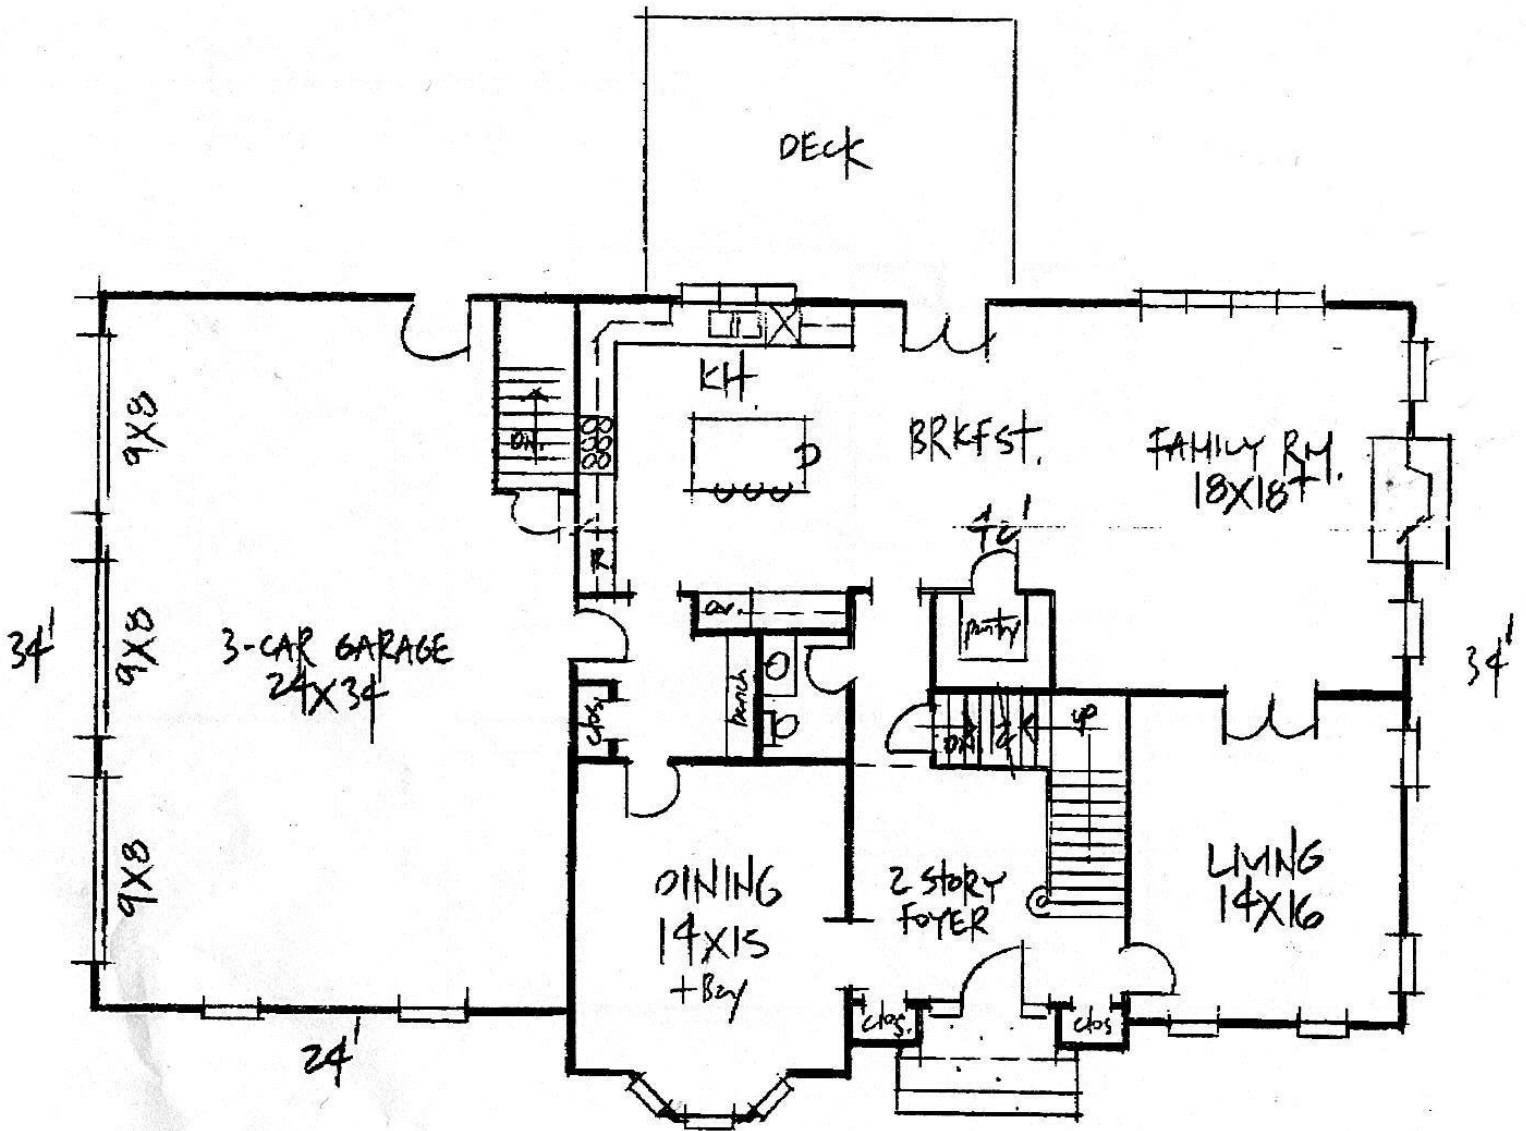 DECK
KIT.
BRKFST.
FAMILY RM.
18X18+
9X8
DN.
42'
R
ov.
pantry
34'
9X8
3-CAR GARAGE
24X34
clos,
bench
DN
up
34'
9X8
DINING
14X15
+Bay
2 STORY
FOYER
LIVING
14X16
clos.
clos
24'